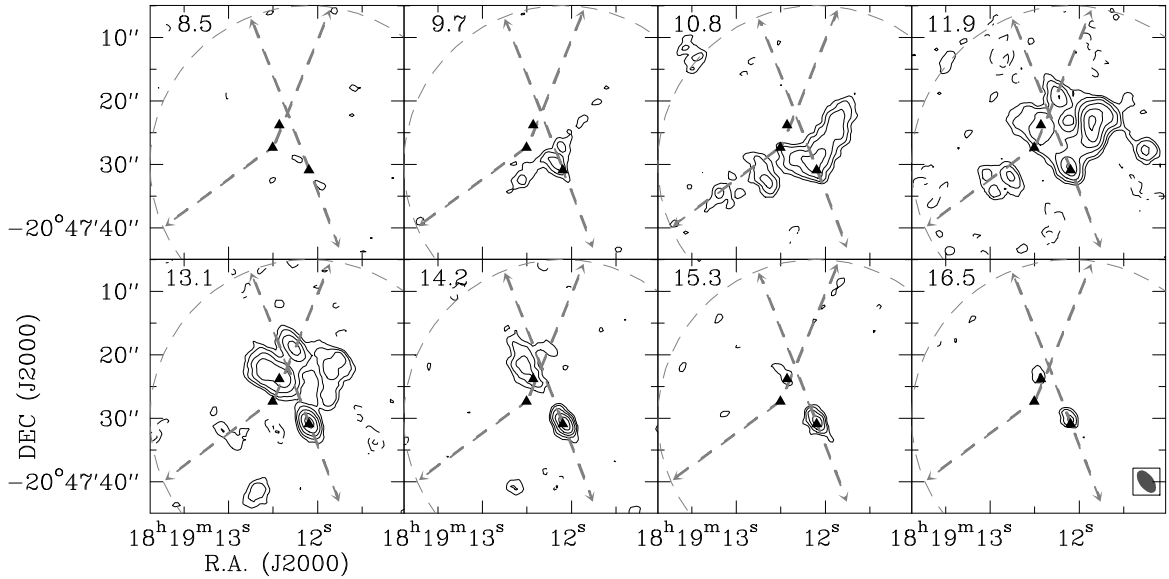 8.5 9.7 10.8 11.9
10″
20″
30″
−20°47′40″
13.1 14.2 15.3 16.5
10″
20″
30″
−20°47′40″
DEC (J2000)
18ʰ19ᵐ13ˢ 12ˢ 18ʰ19ᵐ13ˢ 12ˢ 18ʰ19ᵐ13ˢ 12ˢ 18ʰ19ᵐ13ˢ 12ˢ
R.A. (J2000)